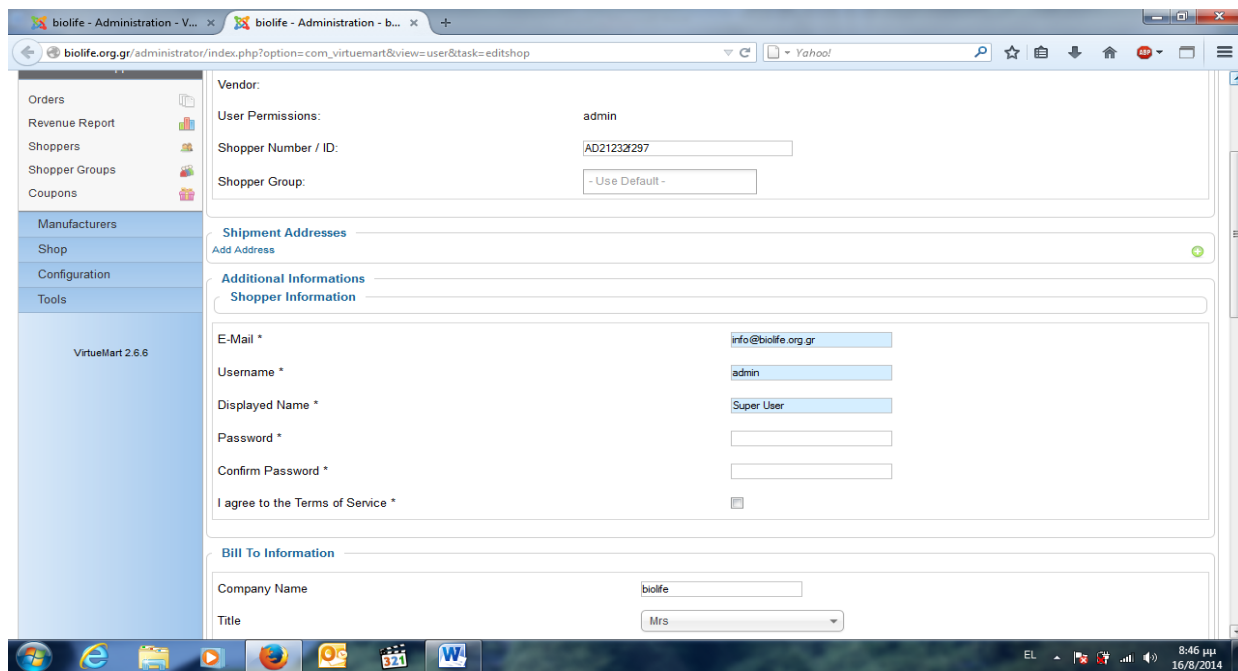 biolife - Administration - V...
biolife - Administration - b...
biolife.org.gr/administrator/index.php?option=com_virtuemart&view=user&task=editshop
Yahoo!
ABP
Orders
Revenue Report
Shoppers
Shopper Groups
Coupons
Manufacturers
Shop
Configuration
Tools
VirtueMart 2.6.6
Vendor:
User Permissions: admin
Shopper Number / ID: AD21232f297
Shopper Group: - Use Default -
Shipment Addresses
Add Address
Additional Informations
Shopper Information
E-Mail * info@biolife.org.gr
Username * admin
Displayed Name * Super User
Password *
Confirm Password *
I agree to the Terms of Service *
Bill To Information
Company Name biolife
Title Mrs
321
EL
8:46 μμ
16/8/2014